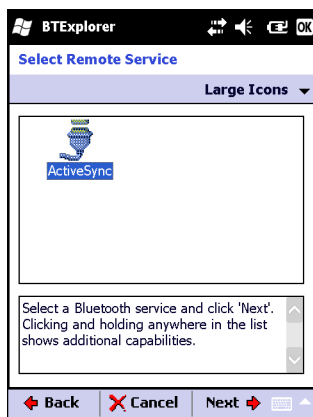 BTExplorer OK
Select Remote Service
Large Icons
ActiveSync
Select a Bluetooth service and click 'Next'.
Clicking and holding anywhere in the list
shows additional capabilities.
Back Cancel Next